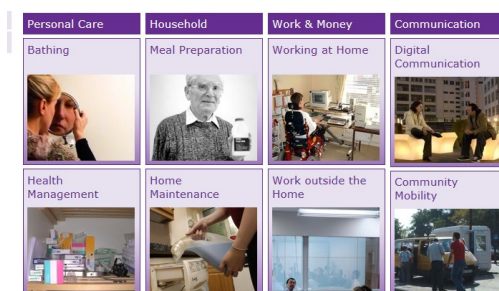 Personal Care
Household
Work & Money
Communication
Bathing
Meal Preparation
Working at Home
Digital
Communication
Health
Management
Home
Maintenance
Work outside the
Home
Community
Mobility